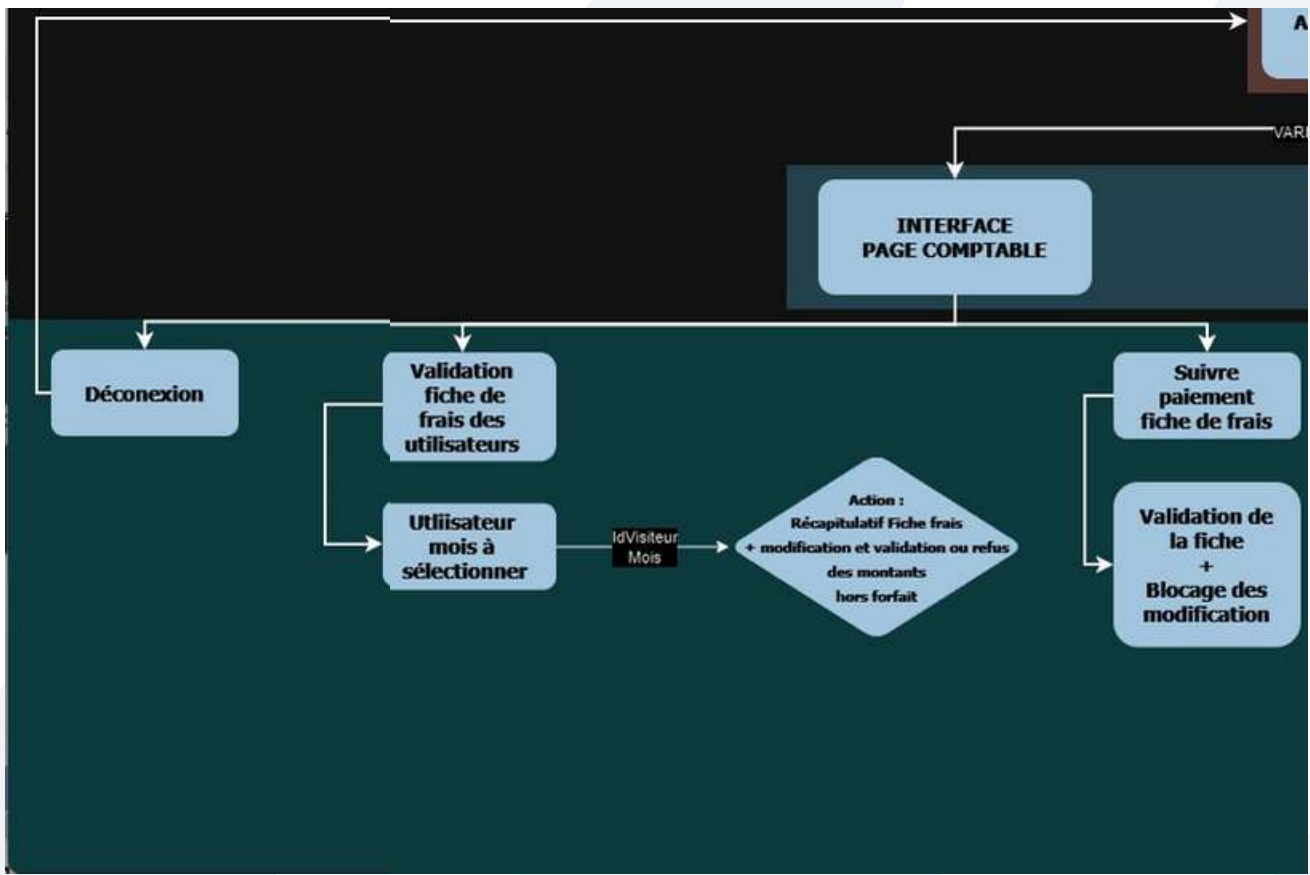 INTERFACE
PAGE COMPTABLE
Déconexion
Validation
fiche de
frais des
utilisateurs
Suivre
paiement
fiche de frais
Utliisateur
mois à
sélectionner
IdVisiteur
Mois
Action :
Récapitulatif Fiche frais
+ modification et validation ou refus
des montants
hors forfait
Validation de
la fiche
+
Blocage des
modification